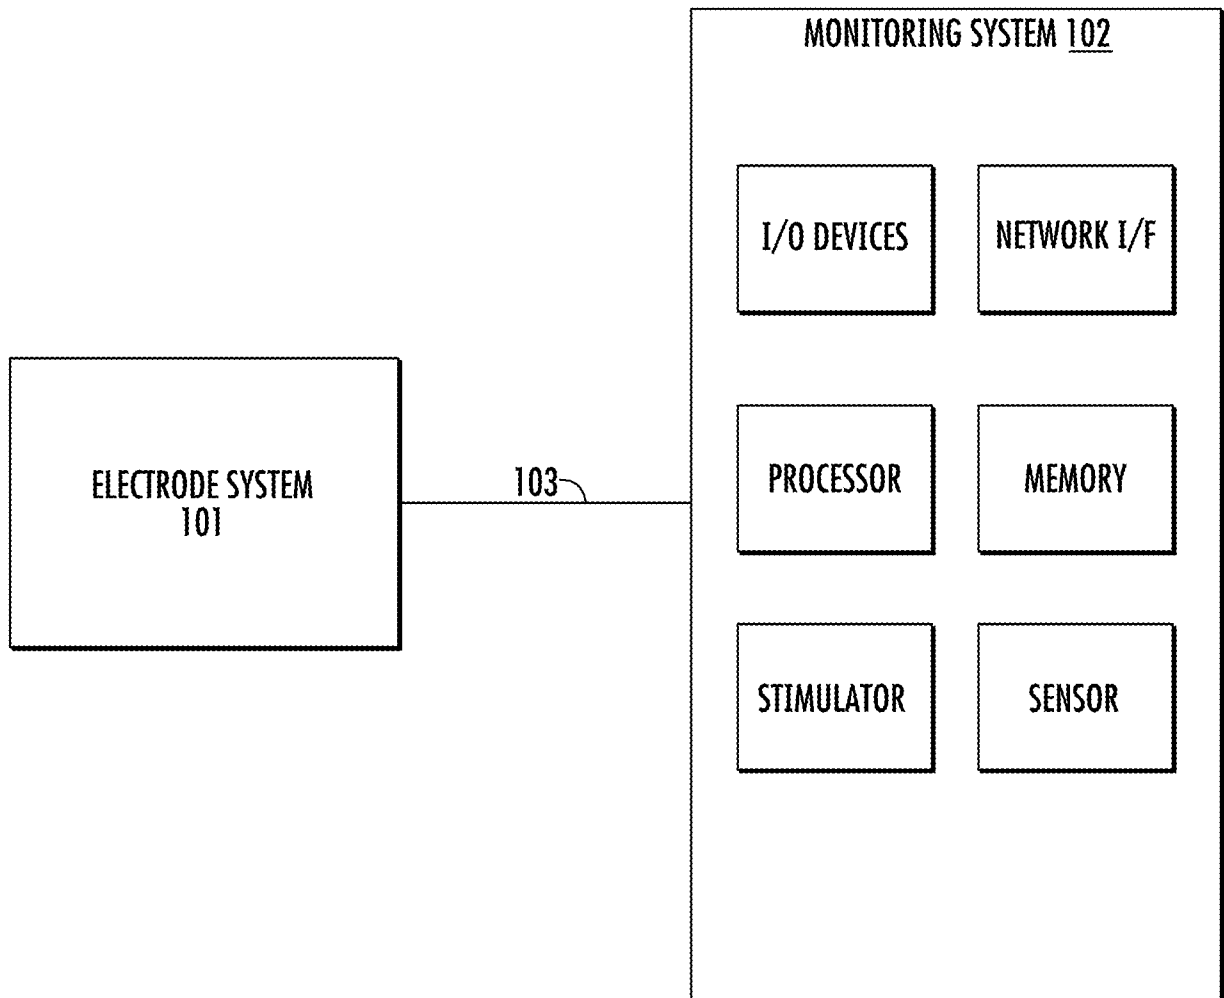 MONITORING SYSTEM 102
I/O DEVICES
NETWORK I/F
ELECTRODE SYSTEM
101
103
PROCESSOR
MEMORY
STIMULATOR
SENSOR